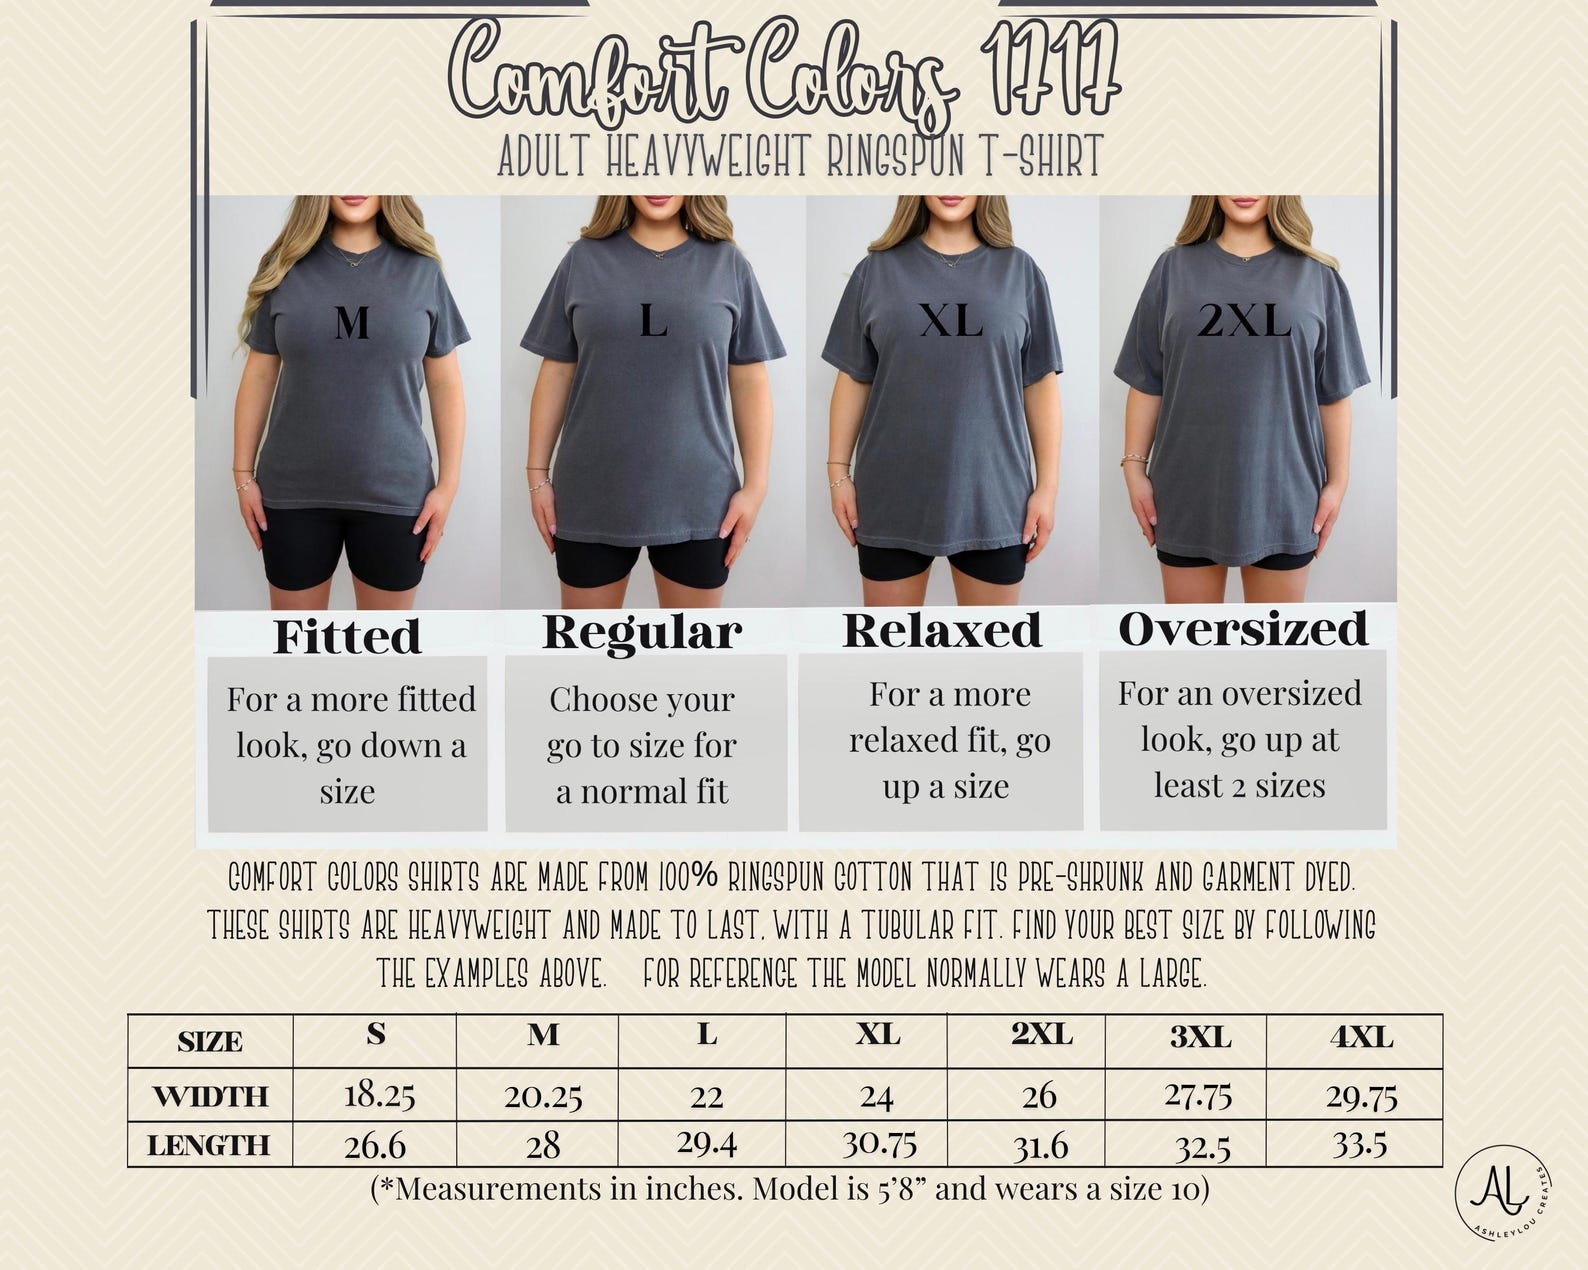 Comfort Colors 1717
ADULT HEAVYWEIGHT RINGSPUN T-SHIRT
M
L
XL
2XL
Fitted
For a more fitted
look, go down a
size
Regular
Choose your
go to size for
a normal fit
Relaxed
For a more
relaxed fit, go
up a size
Oversized
For an oversized
look, go up at
least 2 sizes
COMFORT COLORS SHIRTS ARE MADE FROM 100% RINGSPUN COTTON THAT IS PRE-SHRUNK AND GARMENT DYED.
THESE SHIRTS ARE HEAVYWEIGHT AND MADE TO LAST, WITH A TUBULAR FIT. FIND YOUR BEST SIZE BY FOLLOWING
THE EXAMPLES ABOVE. FOR REFERENCE THE MODEL NORMALLY WEARS A LARGE.
SIZE S M L XL 2XL 3XL 4XL
WIDTH 18.25 20.25 22 24 26 27.75 29.75
LENGTH 26.6 28 29.4 30.75 31.6 32.5 33.5
(*Measurements in inches. Model is 5’8” and wears a size 10)
AL
ASHLEYLOU CREATES